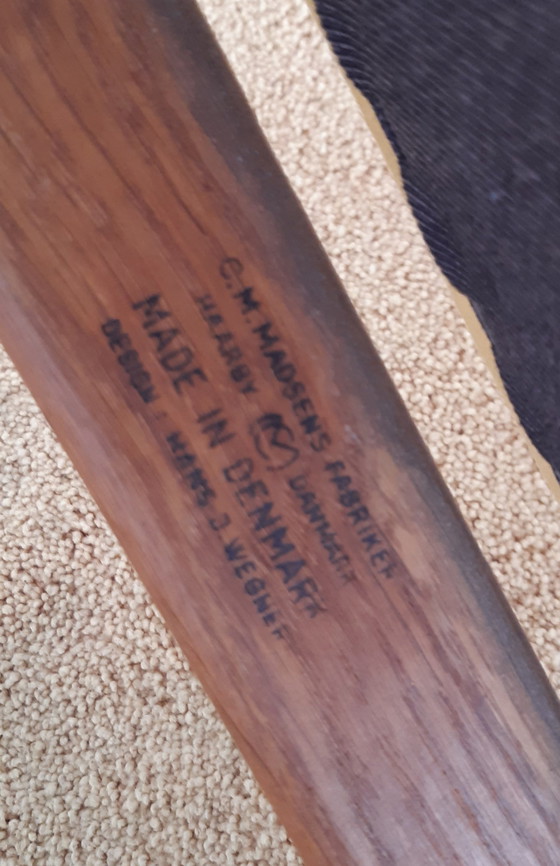 C.M. MADSENS FABRIKER
HAARBY DANMARK
MADE IN DENMARK
DESIGN: HANS J. WEGNER